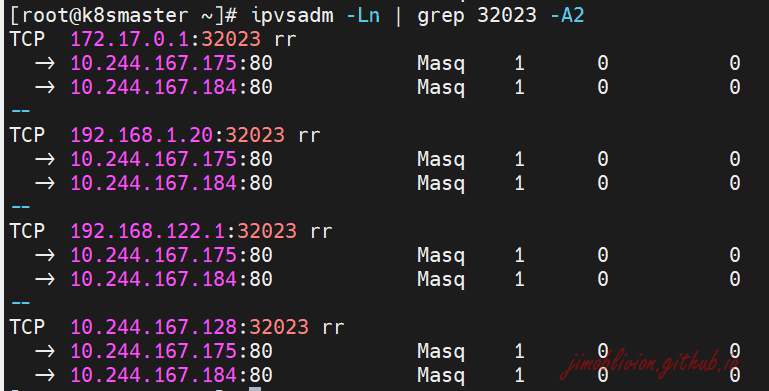 [root@k8smaster ~]# ipvsadm -Ln | grep 32023 -A2
TCP  172.17.0.1:32023 rr
  -> 10.244.167.175:80            Masq    1      0          0
  -> 10.244.167.184:80            Masq    1      0          0
--
TCP  192.168.1.20:32023 rr
  -> 10.244.167.175:80            Masq    1      0          0
  -> 10.244.167.184:80            Masq    1      0          0
--
TCP  192.168.122.1:32023 rr
  -> 10.244.167.175:80            Masq    1      0          0
  -> 10.244.167.184:80            Masq    1      0          0
--
TCP  10.244.167.128:32023 rr
  -> 10.244.167.175:80            Masq    1      0          0
  -> 10.244.167.184:80            Masq    1      0          0
jimoblivion.github.io